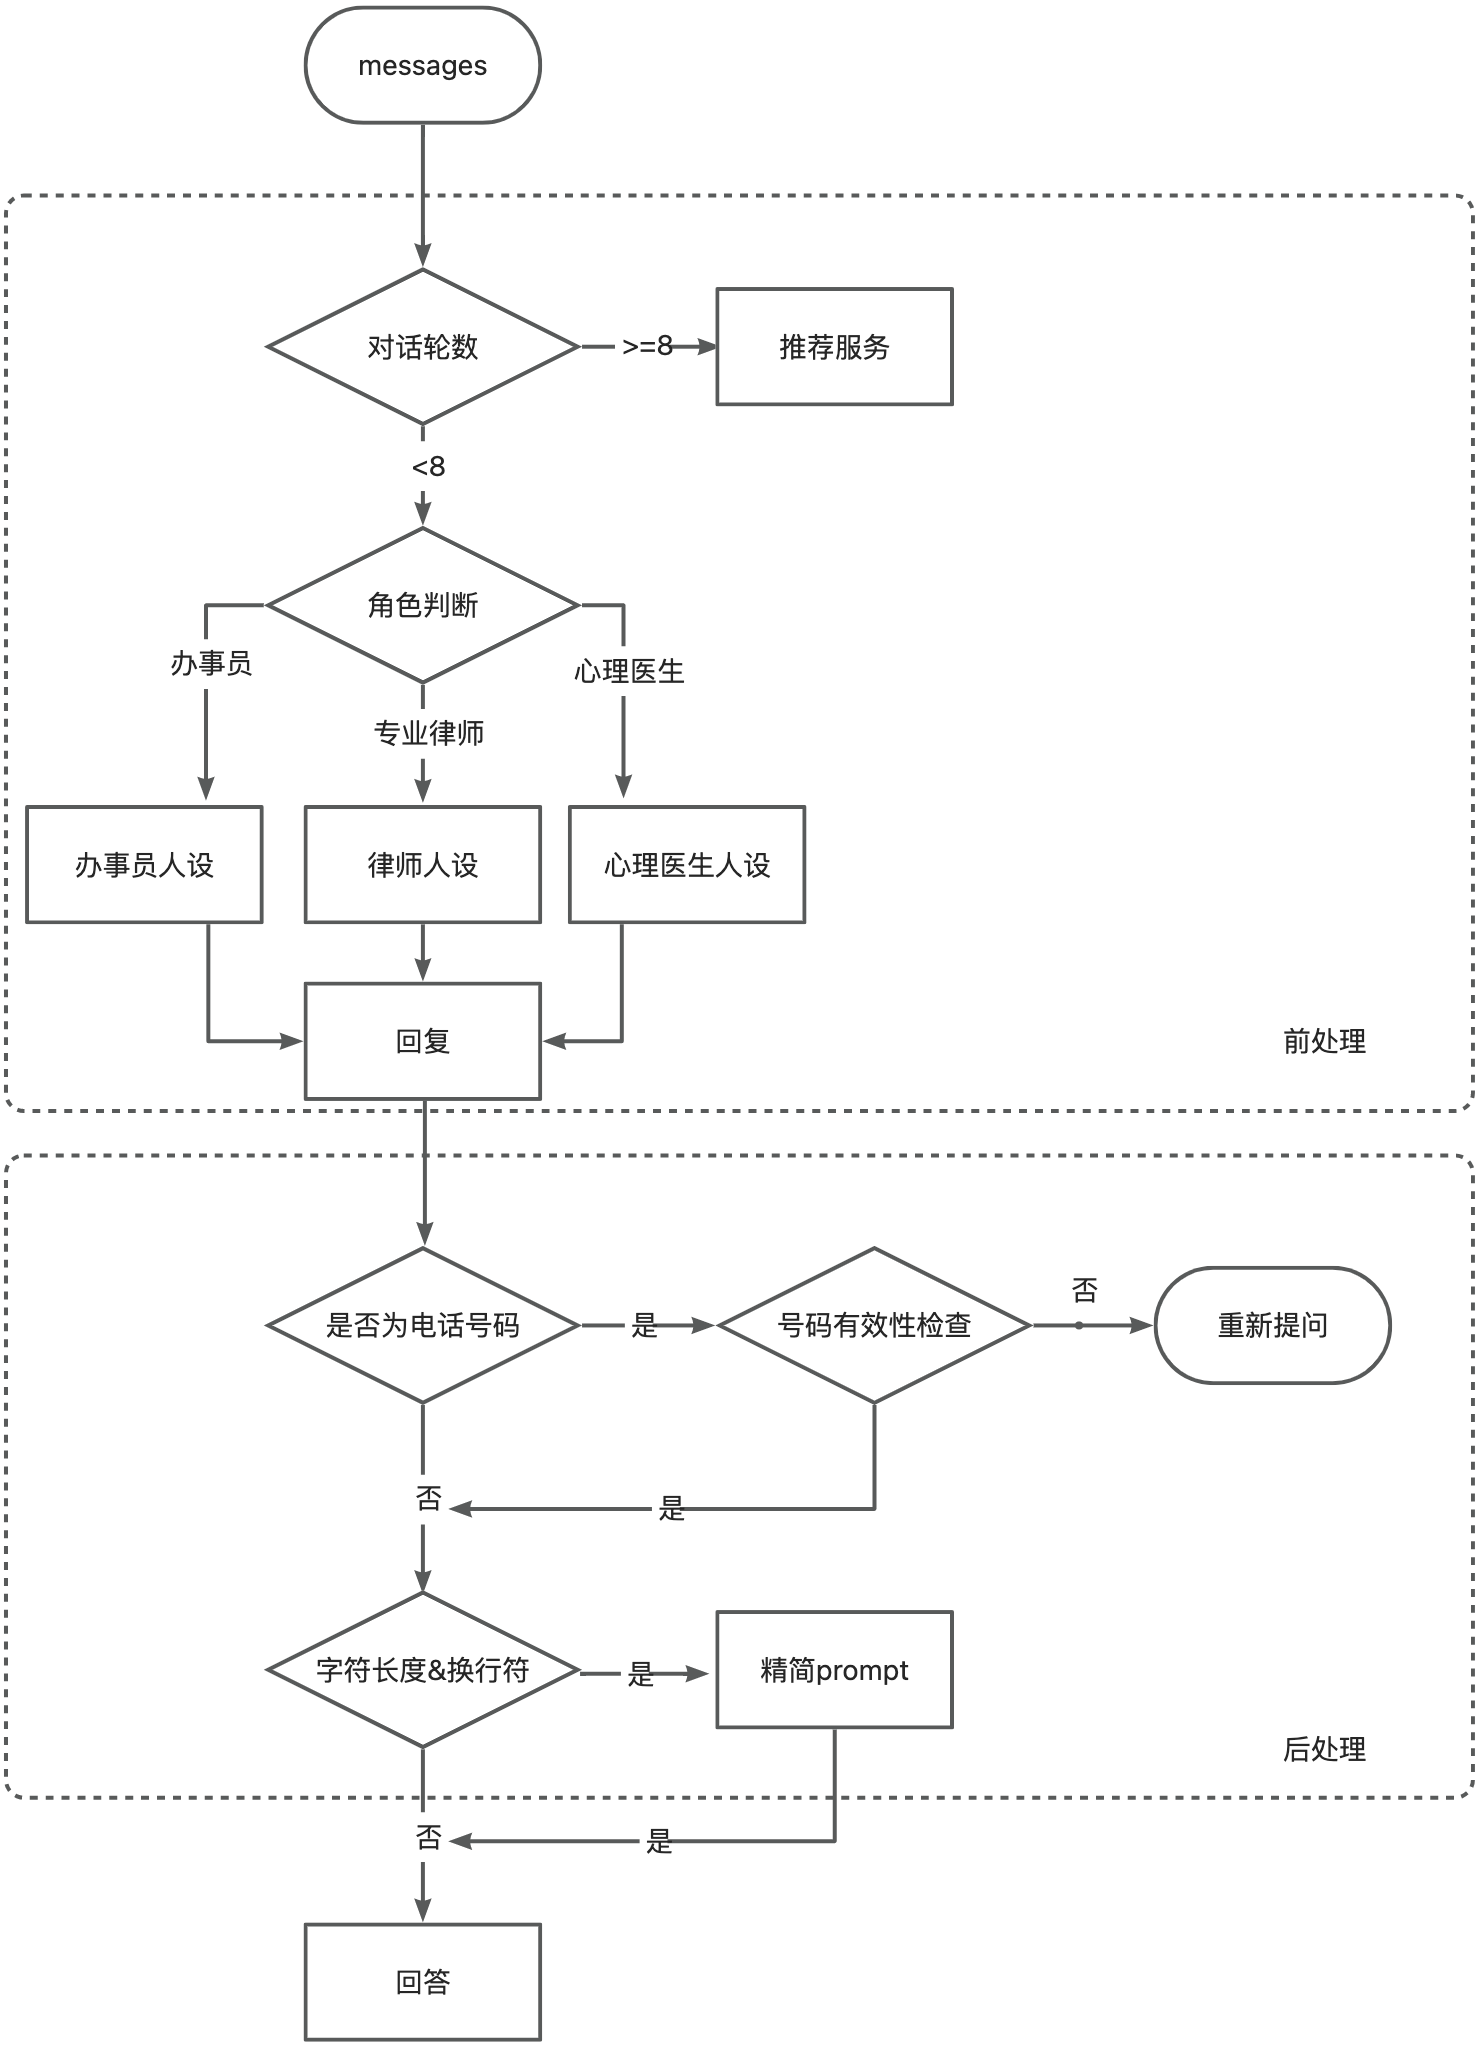 messages
对话轮数
>=8
推荐服务
<8
角色判断
办事员
心理医生
专业律师
办事员人设
律师人设
心理医生人设
回复
前处理
是否为电话号码
是
号码有效性检查
否
重新提问
否
是
字符长度&换行符
是
精简prompt
后处理
否
是
回答